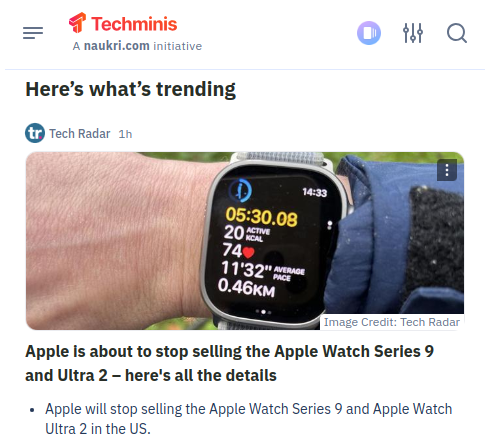 Techminis
A naukri.com initiative
Here's what's trending
tr Tech Radar 1h
14:33
05:30.08
20 ACTIVE KCAL
74
11'32" AVERAGE PACE
0.46KM
Image Credit: Tech Radar
Apple is about to stop selling the Apple Watch Series 9
and Ultra 2 – here's all the details
• Apple will stop selling the Apple Watch Series 9 and Apple Watch
Ultra 2 in the US.